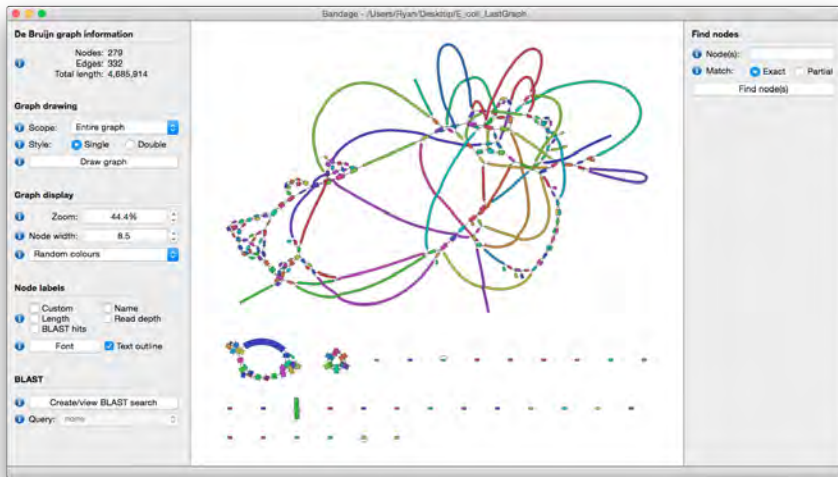 Bandage - /Users/Ryan/Desktop/E_coli_LastGraph
De Bruijn graph information
Nodes: 279
Edges: 332
Total length: 4,685,914
Graph drawing
Scope: Entire graph
Style: Single Double
Draw graph
Graph display
Zoom: 44.4%
Node width: 8.5
Random colours
Node labels
Custom Name
Length Read depth
BLAST hits
Font Text outline
BLAST
Create/view BLAST search
Query: none
Find nodes
Node(s):
Match: Exact Partial
Find node(s)